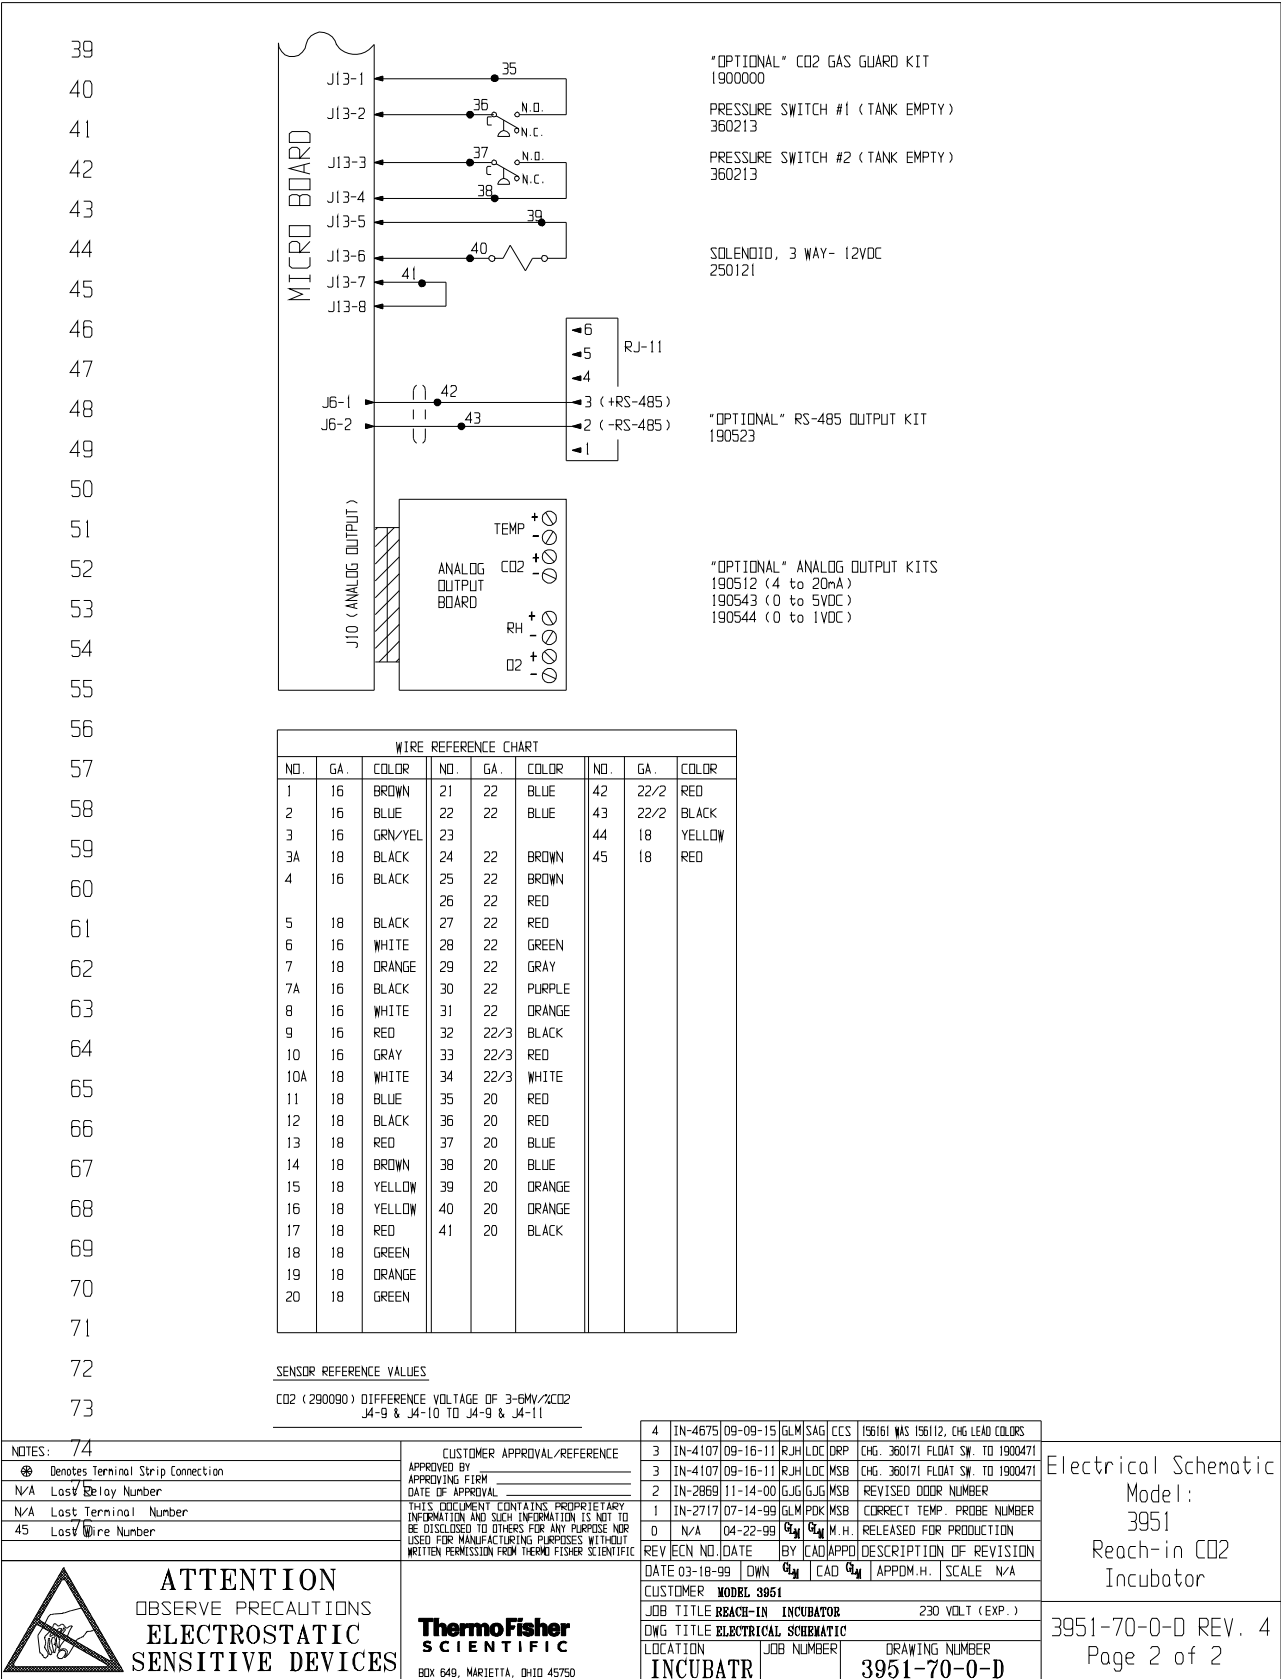 39
40
41
42
43
44
45
46
47
48
49
50
51
52
53
54
55
56
57
58
59
60
61
62
63
64
65
66
67
68
69
70
71
72
73
74
75
76
MICRO BOARD
J13-1 35
J13-2 36 C N.O. N.C.
J13-3 37 C N.O. N.C.
J13-4 38
J13-5 39
J13-6 40
J13-7 41
J13-8
"OPTIONAL" CO2 GAS GUARD KIT
1900000
PRESSURE SWITCH #1 (TANK EMPTY)
360213
PRESSURE SWITCH #2 (TANK EMPTY)
360213
SOLENOID, 3 WAY- 12VDC
250121
6
5 RJ-11
4
J6-1 42 3 (+RS-485)
J6-2 43 2 (-RS-485)
1
"OPTIONAL" RS-485 OUTPUT KIT
190523
J10 (ANALOG OUTPUT)
ANALOG
OUTPUT
BOARD
TEMP + -
CO2 + -
RH + -
O2 + -
"OPTIONAL" ANALOG OUTPUT KITS
190512 (4 to 20mA)
190543 (0 to 5VDC)
190544 (0 to 1VDC)
WIRE REFERENCE CHART
NO. GA. COLOR NO. GA. COLOR NO. GA. COLOR
1 16 BROWN 21 22 BLUE 42 22/2 RED
2 16 BLUE 22 22 BLUE 43 22/2 BLACK
3 16 GRN/YEL 23 44 18 YELLOW
3A 18 BLACK 24 22 BROWN 45 18 RED
4 16 BLACK 25 22 BROWN
26 22 RED
5 18 BLACK 27 22 RED
6 16 WHITE 28 22 GREEN
7 18 ORANGE 29 22 GRAY
7A 16 BLACK 30 22 PURPLE
8 16 WHITE 31 22 ORANGE
9 16 RED 32 22/3 BLACK
10 16 GRAY 33 22/3 RED
10A 18 WHITE 34 22/3 WHITE
11 18 BLUE 35 20 RED
12 18 BLACK 36 20 RED
13 18 RED 37 20 BLUE
14 18 BROWN 38 20 BLUE
15 18 YELLOW 39 20 ORANGE
16 18 YELLOW 40 20 ORANGE
17 18 RED 41 20 BLACK
18 18 GREEN
19 18 ORANGE
20 18 GREEN
SENSOR REFERENCE VALUES
CO2 (290090) DIFFERENCE VOLTAGE OF 3-6MV/%CO2
J4-9 & J4-10 TO J4-9 & J4-11
NOTES:
Denotes Terminal Strip Connection
N/A Last Relay Number
N/A Last Terminal Number
45 Last Wire Number
CUSTOMER APPROVAL/REFERENCE
APPROVED BY
APPROVING FIRM
DATE OF APPROVAL
THIS DOCUMENT CONTAINS PROPRIETARY
INFORMATION AND SUCH INFORMATION IS NOT TO
BE DISCLOSED TO OTHERS FOR ANY PURPOSE NOR
USED FOR MANUFACTURING PURPOSES WITHOUT
WRITTEN PERMISSION FROM THERMO FISHER SCIENTIFIC
4 IN-4675 09-09-15 GLM SAG CCS 156161 WAS 156112, CHG LEAD COLORS
3 IN-4107 09-16-11 RJH LDC DRP CHG. 360171 FLOAT SW. TO 1900471
3 IN-4107 09-16-11 RJH LDC MSB CHG. 360171 FLOAT SW. TO 1900471
2 IN-2869 11-14-00 GJG GJG MSB REVISED DOOR NUMBER
1 IN-2717 07-14-99 GLM PDK MSB CORRECT TEMP. PROBE NUMBER
0 N/A 04-22-99 GLM GLM M.H. RELEASED FOR PRODUCTION
REV ECN NO. DATE BY CAD APPD DESCRIPTION OF REVISION
DATE 03-18-99 DWN GLM CAD GLM APPDM.H. SCALE N/A
CUSTOMER MODEL 3951
JOB TITLE REACH-IN INCUBATOR 230 VOLT (EXP.)
DWG TITLE ELECTRICAL SCHEMATIC
LOCATION JOB NUMBER DRAWING NUMBER
INCUBATR 3951-70-0-D
ATTENTION
OBSERVE PRECAUTIONS
ELECTROSTATIC
SENSITIVE DEVICES
ThermoFisher
SCIENTIFIC
BOX 649, MARIETTA, OHIO 45750
Electrical Schematic
Model:
3951
Reach-in CO2
Incubator
3951-70-0-D REV. 4
Page 2 of 2